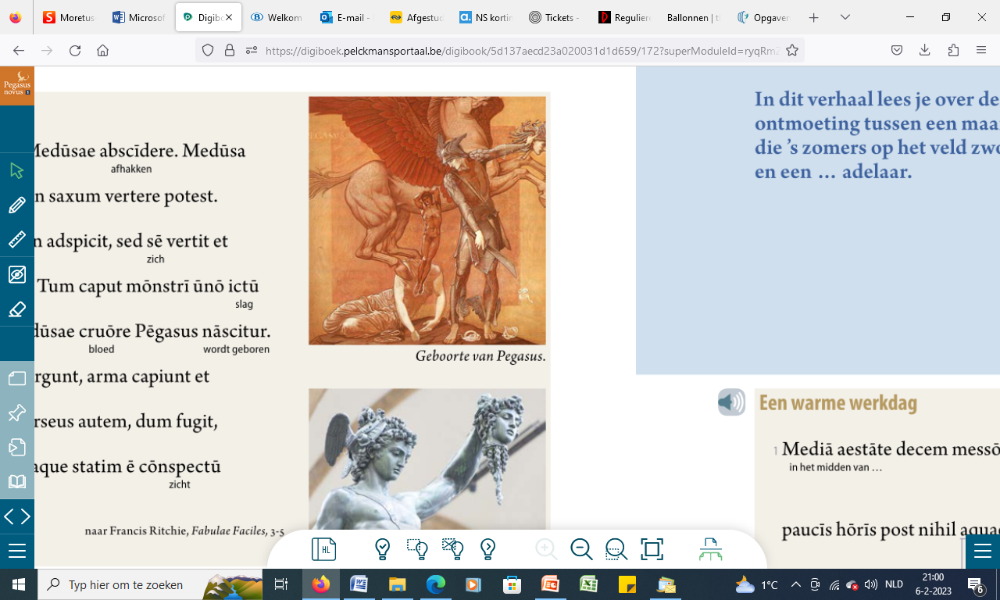 Moretus
Microsof
Digibo
Welkom
E-mail -
Afgestud
NS kortin
Tickets -
Reguliere
Ballonnen | t
Opgaver
https://digiboek.pelckmansportaal.be/digibook/5d137aecd23a020031d1d659/172?superModuleId=ryqRm
Pegasus
novus 1
Medūsae abscīdere. Medūsa
afhakken
n saxum vertere potest.
n adspicit, sed sē vertit et
zich
Tum caput mōnstrī ūnō ictū
slag
dūsae cruōre Pēgasus nāscitur.
bloed wordt geboren
rgunt, arma capiunt et
rseus autem, dum fugit,
aque statim ē cōnspectū
zicht
naar Francis Ritchie, Fabulae Faciles, 3-5
Geboorte van Pegasus.
In dit verhaal lees je over de
ontmoeting tussen een maai
die 's zomers op het veld zwo
en een … adelaar.
Een warme werkdag
1 Mediā aestāte decem messō
in het midden van …
paucīs hōrīs post nihil aquae
HL
Typ hier om te zoeken
1°C
NLD
21:00
6-2-2023
6